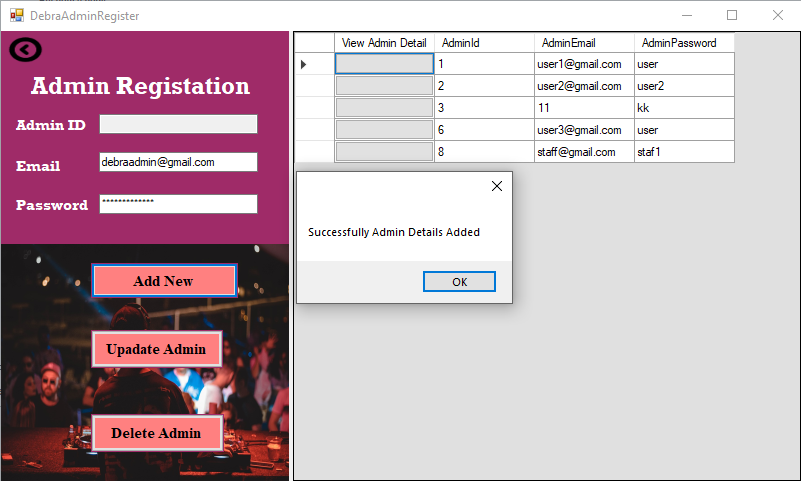 DebraAdminRegister
Admin Registation
Admin ID
Email debraadmin@gmail.com
Password *************
Add New
Upadate Admin
Delete Admin
View Admin Detail AdminId AdminEmail AdminPassword
1 user1@gmail.com user
2 user2@gmail.com user2
3 11 kk
6 user3@gmail.com user
8 staff@gmail.com staf1
Successfully Admin Details Added
OK